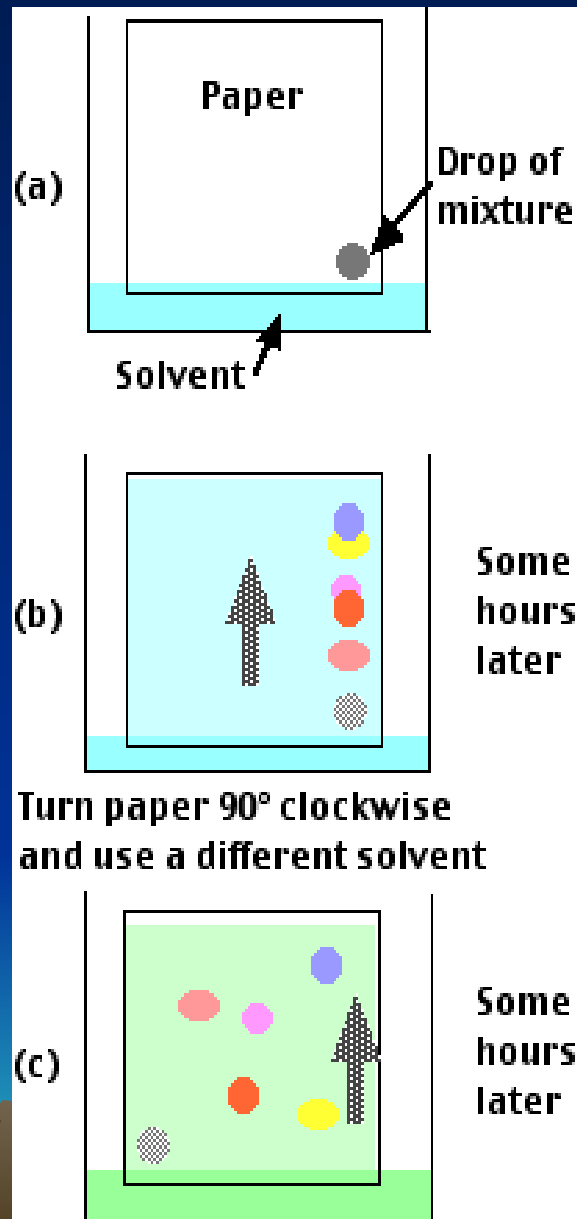 Paper
(a)
Drop of
mixture
Solvent
(b)
Some
hours
later
Turn paper 90° clockwise
and use a different solvent
(c)
Some
hours
later